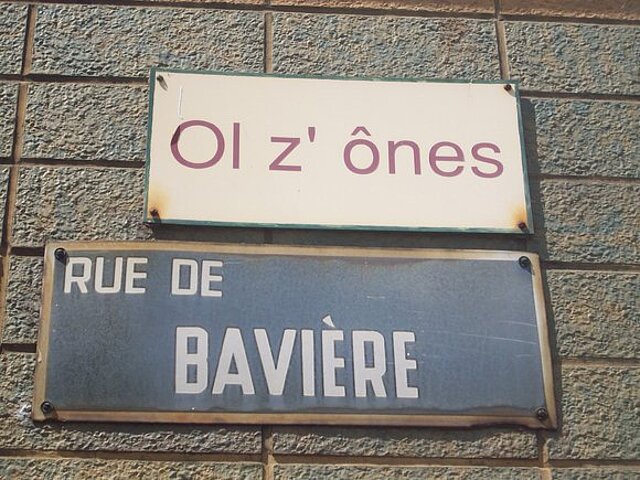 Ol z' ônes
RUE DE
BAVIÈRE